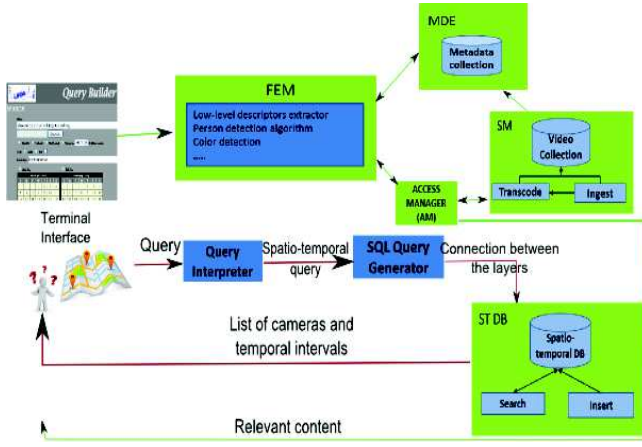 MDE
Metadata
collection
Query Builder
FEM
Low-level descriptors extractor
Person detection algorithm
Color detection
.....
SM
Video
Collection
Transcode
Ingest
ACCESS
MANAGER
(AM)
Terminal
Interface
Query
Query
Interpreter
Spatio-temporal
query
SQL Query
Generator
Connection between
the layers
? ? ?
List of cameras and
temporal intervals
ST DB
Spatio-
temporal DB
Search
Insert
Relevant content